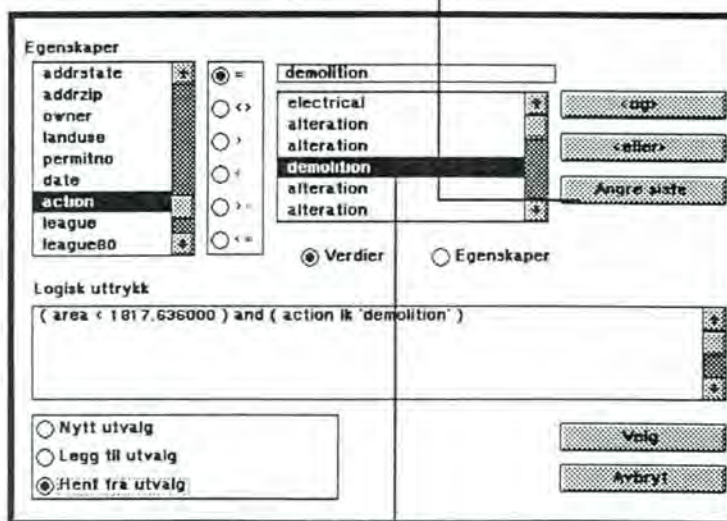 Egenskaper
addrstate
addrzip
owner
landuse
permitno
date
action
league
league80
=
<>
>
<
>=
<=
demolition
electrical
alteration
alteration
demolition
alteration
alteration
Verdier
Egenskaper
<og>
<eller>
Angre siste
Logisk uttrykk
( area < 1817.636000 ) and ( action lk 'demolition' )
Nytt utvalg
Legg til utvalg
Hent fra utvalg
Velg
Avbryt